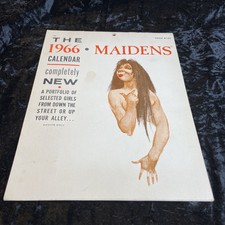 THE
1966 • MAIDENS
CALENDAR
completely
NEW
A PORTFOLIO OF
SELECTED GIRLS
FROM DOWN THE
STREET OR UP
YOUR ALLEY...